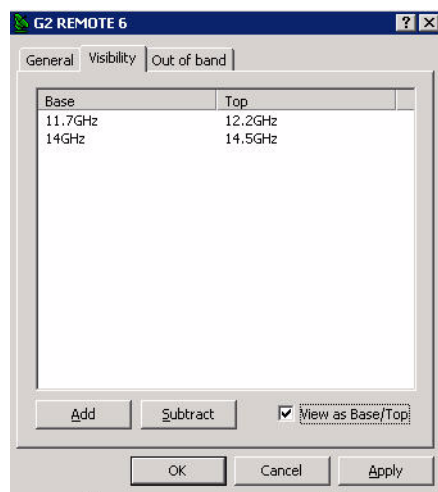 G2 REMOTE 6
General Visibility Out of band
Base Top
11.7GHz 12.2GHz
14GHz 14.5GHz
Add Subtract View as Base/Top
OK Cancel Apply